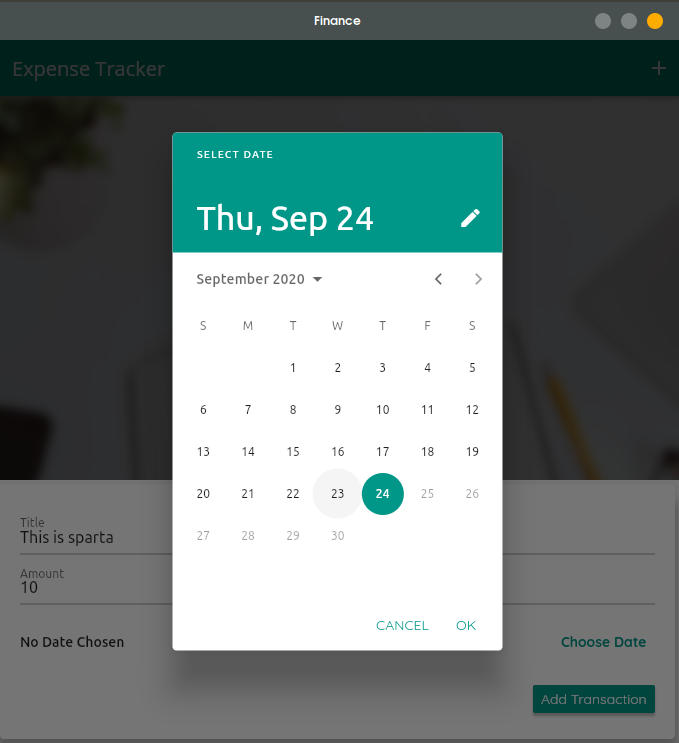 Finance
Expense Tracker
SELECT DATE
Thu, Sep 24
September 2020
S M T W T F S
1 2 3 4 5
6 7 8 9 10 11 12
13 14 15 16 17 18 19
20 21 22 23 24 25 26
27 28 29 30
CANCEL OK
Title
This is sparta
Amount
10
No Date Chosen Choose Date
Add Transaction